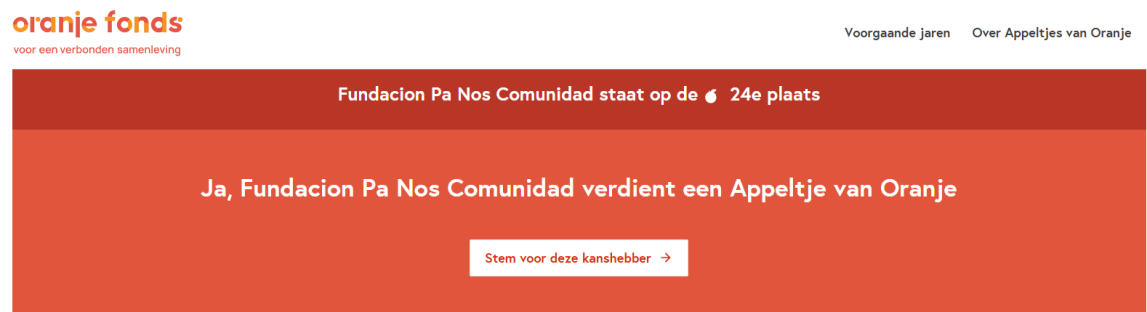 oranje fonds
voor een verbonden samenleving
Voorgaande jaren Over Appeltjes van Oranje
Fundacion Pa Nos Comunidad staat op de 24e plaats
Ja, Fundacion Pa Nos Comunidad verdient een Appeltje van Oranje
Stem voor deze kanshebber →